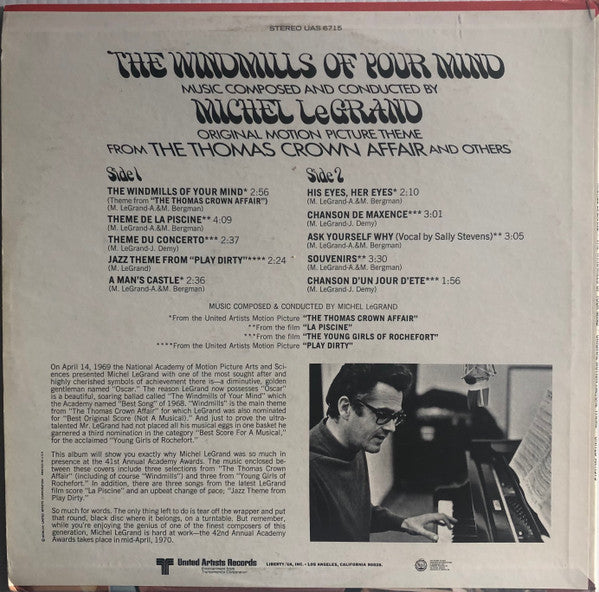 STEREO UAS 6715
THE WINDMILLS OF YOUR MIND
MUSIC COMPOSED AND CONDUCTED BY
MICHEL LeGRAND
ORIGINAL MOTION PICTURE THEME
FROM THE THOMAS CROWN AFFAIR AND OTHERS
Side 1
THE WINDMILLS OF YOUR MIND* 2:56
(Theme from "THE THOMAS CROWN AFFAIR")
(M. LeGrand-A.&M. Bergman)
THEME DE LA PISCINE** 4:09
(M. LeGrand-A.&M. Bergman)
THEME DU CONCERTO*** 2:37
(M. LeGrand-J. Demy)
JAZZ THEME FROM "PLAY DIRTY"**** 2:24
(M. LeGrand)
A MAN'S CASTLE* 2:36
(M. LeGrand-A.&M. Bergman)
Side 2
HIS EYES, HER EYES* 2:10
(M. LeGrand-A.&M. Bergman)
CHANSON DE MAXENCE*** 3:01
(M. LeGrand-J. Demy)
ASK YOURSELF WHY (Vocal by Sally Stevens)** 3:05
(M. LeGrand-A.&M. Bergman)
SOUVENIRS** 3:30
(M. LeGrand-A.&M. Bergman)
CHANSON D'UN JOUR D'ETE*** 1:56
(M. LeGrand-J. Demy)
MUSIC COMPOSED & CONDUCTED BY MICHEL LeGRAND
*From the United Artists Motion Picture "THE THOMAS CROWN AFFAIR"
**From the film "LA PISCINE"
***From the film "THE YOUNG GIRLS OF ROCHEFORT"
****From the United Artists Motion Picture "PLAY DIRTY"
On April 14, 1969 the National Academy of Motion Picture Arts and Sci-
ences presented Michel LeGrand with one of the most sought after and
highly cherished symbols of achievement there is—a diminutive, golden
gentleman named "Oscar." The reason LeGrand now possesses "Oscar"
is a beautiful, soaring ballad called "The Windmills of Your Mind" which
the Academy named "Best Song" of 1968. "Windmills" is the main theme
from "The Thomas Crown Affair" for which LeGrand was also nominated
for "Best Original Score (Not A Musical)." And just to prove the ultra-
talented Mr. LeGrand had not placed all his musical eggs in one basket he
garnered a third nomination in the category "Best Score For A Musical,"
for the acclaimed "Young Girls of Rochefort."
This album will show you exactly why Michel LeGrand was so much in
presence at the 41st Annual Academy Awards. The music enclosed be-
tween these covers include three selections from "The Thomas Crown
Affair" (including of course "Windmills") and three from "Young Girls of
Rochefort." In addition, there are three songs from the latest LeGrand
film score "La Piscine" and an upbeat change of pace; "Jazz Theme from
Play Dirty."
So much for words. The only thing left to do is tear off the wrapper and put
that round, black disc where it belongs, on a turntable. But remember,
while you're enjoying the genius of one of the finest composers of this
generation, Michel LeGrand is hard at work—the 42nd Annual Academy
Awards takes place in mid-April, 1970.
United Artists Records
Entertainment from
Transamerica Corporation
LIBERTY/UA, INC. - LOS ANGELES, CALIFORNIA 90028.